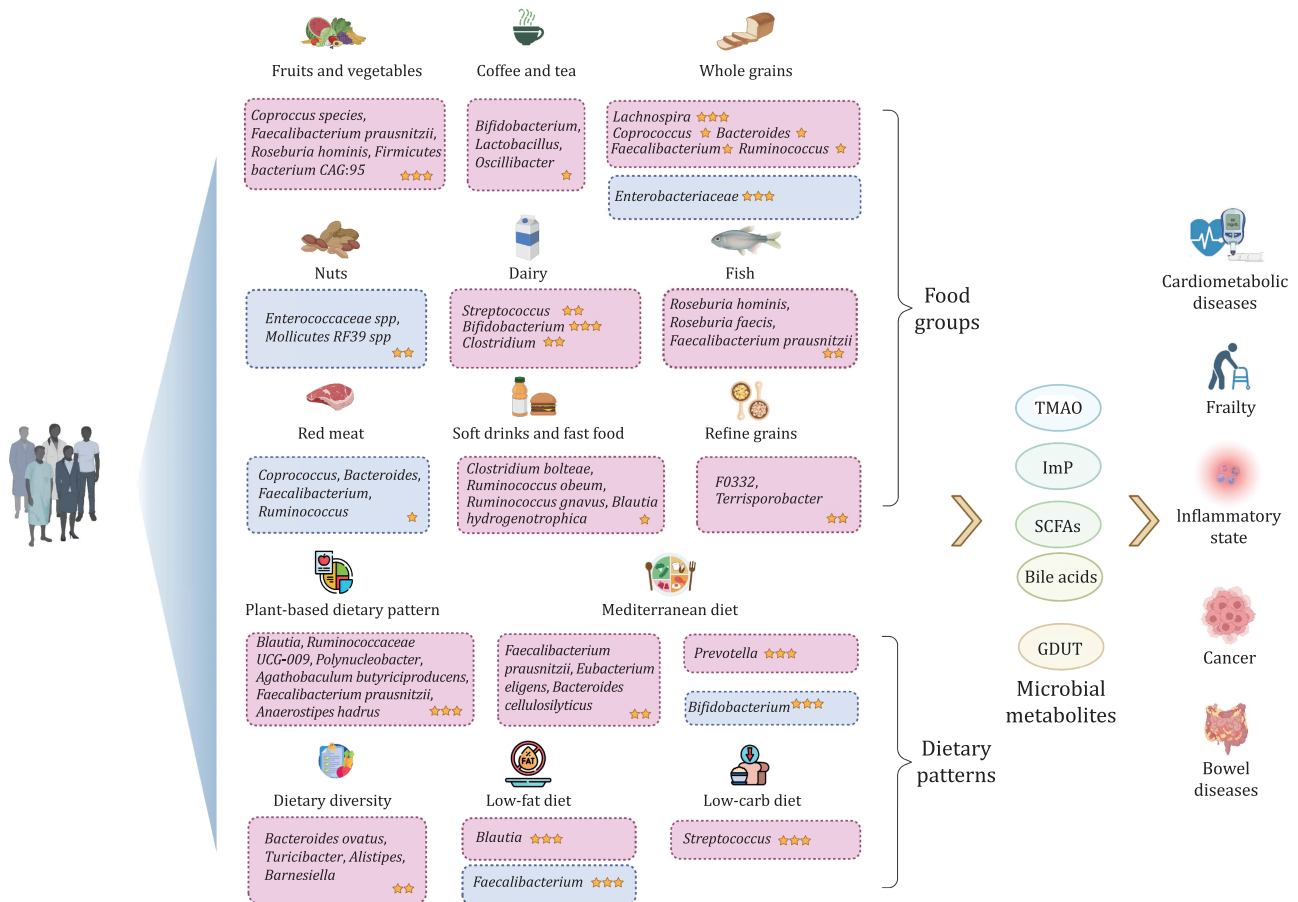 Fruits and vegetables
Coffee and tea
Whole grains
Coproccus species,
Faecalibacterium prausnitzii,
Roseburia hominis, Firmicutes
bacterium CAG:95
Bifidobacterium,
Lactobacillus,
Oscillibacter
Lachnospira
Coprococcus Bacteroides
Faecalibacterium Ruminococcus
Enterobacteriaceae
Nuts
Dairy
Fish
Enterococcaceae spp,
Mollicutes RF39 spp
Streptococcus
Bifidobacterium
Clostridium
Roseburia hominis,
Roseburia faecis,
Faecalibacterium prausnitzii
Red meat
Soft drinks and fast food
Refine grains
Coprococcus, Bacteroides,
Faecalibacterium,
Ruminococcus
Clostridium bolteae,
Ruminococcus obeum,
Ruminococcus gnavus, Blautia
hydrogenotrophica
F0332,
Terrisporobacter
Food
groups
Plant-based dietary pattern
Mediterranean diet
Blautia, Ruminococcaceae
UCG-009, Polynucleobacter,
Agathobaculum butyriciproducens,
Faecalibacterium prausnitzii,
Anaerostipes hadrus
Faecalibacterium
prausnitzii, Eubacterium
eligens, Bacteroides
cellulosilyticus
Prevotella
Bifidobacterium
FAT
Dietary diversity
Low-fat diet
Low-carb diet
Bacteroides ovatus,
Turicibacter, Alistipes,
Barnesiella
Blautia
Faecalibacterium
Streptococcus
Dietary
patterns
TMAO
ImP
SCFAs
Bile acids
GDUT
Microbial
metabolites
Cardiometabolic
diseases
Frailty
Inflammatory
state
Cancer
Bowel
diseases